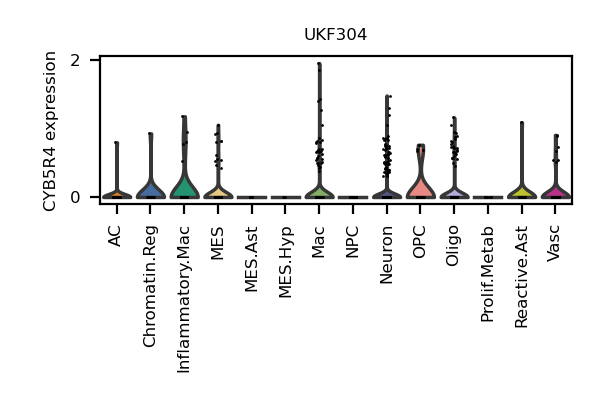 UKF304
CYB5R4 expression
2
0
AC
Chromatin.Reg
Inflammatory.Mac
MES
MES.Ast
MES.Hyp
Mac
NPC
Neuron
OPC
Oligo
Prolif.Metab
Reactive.Ast
Vasc